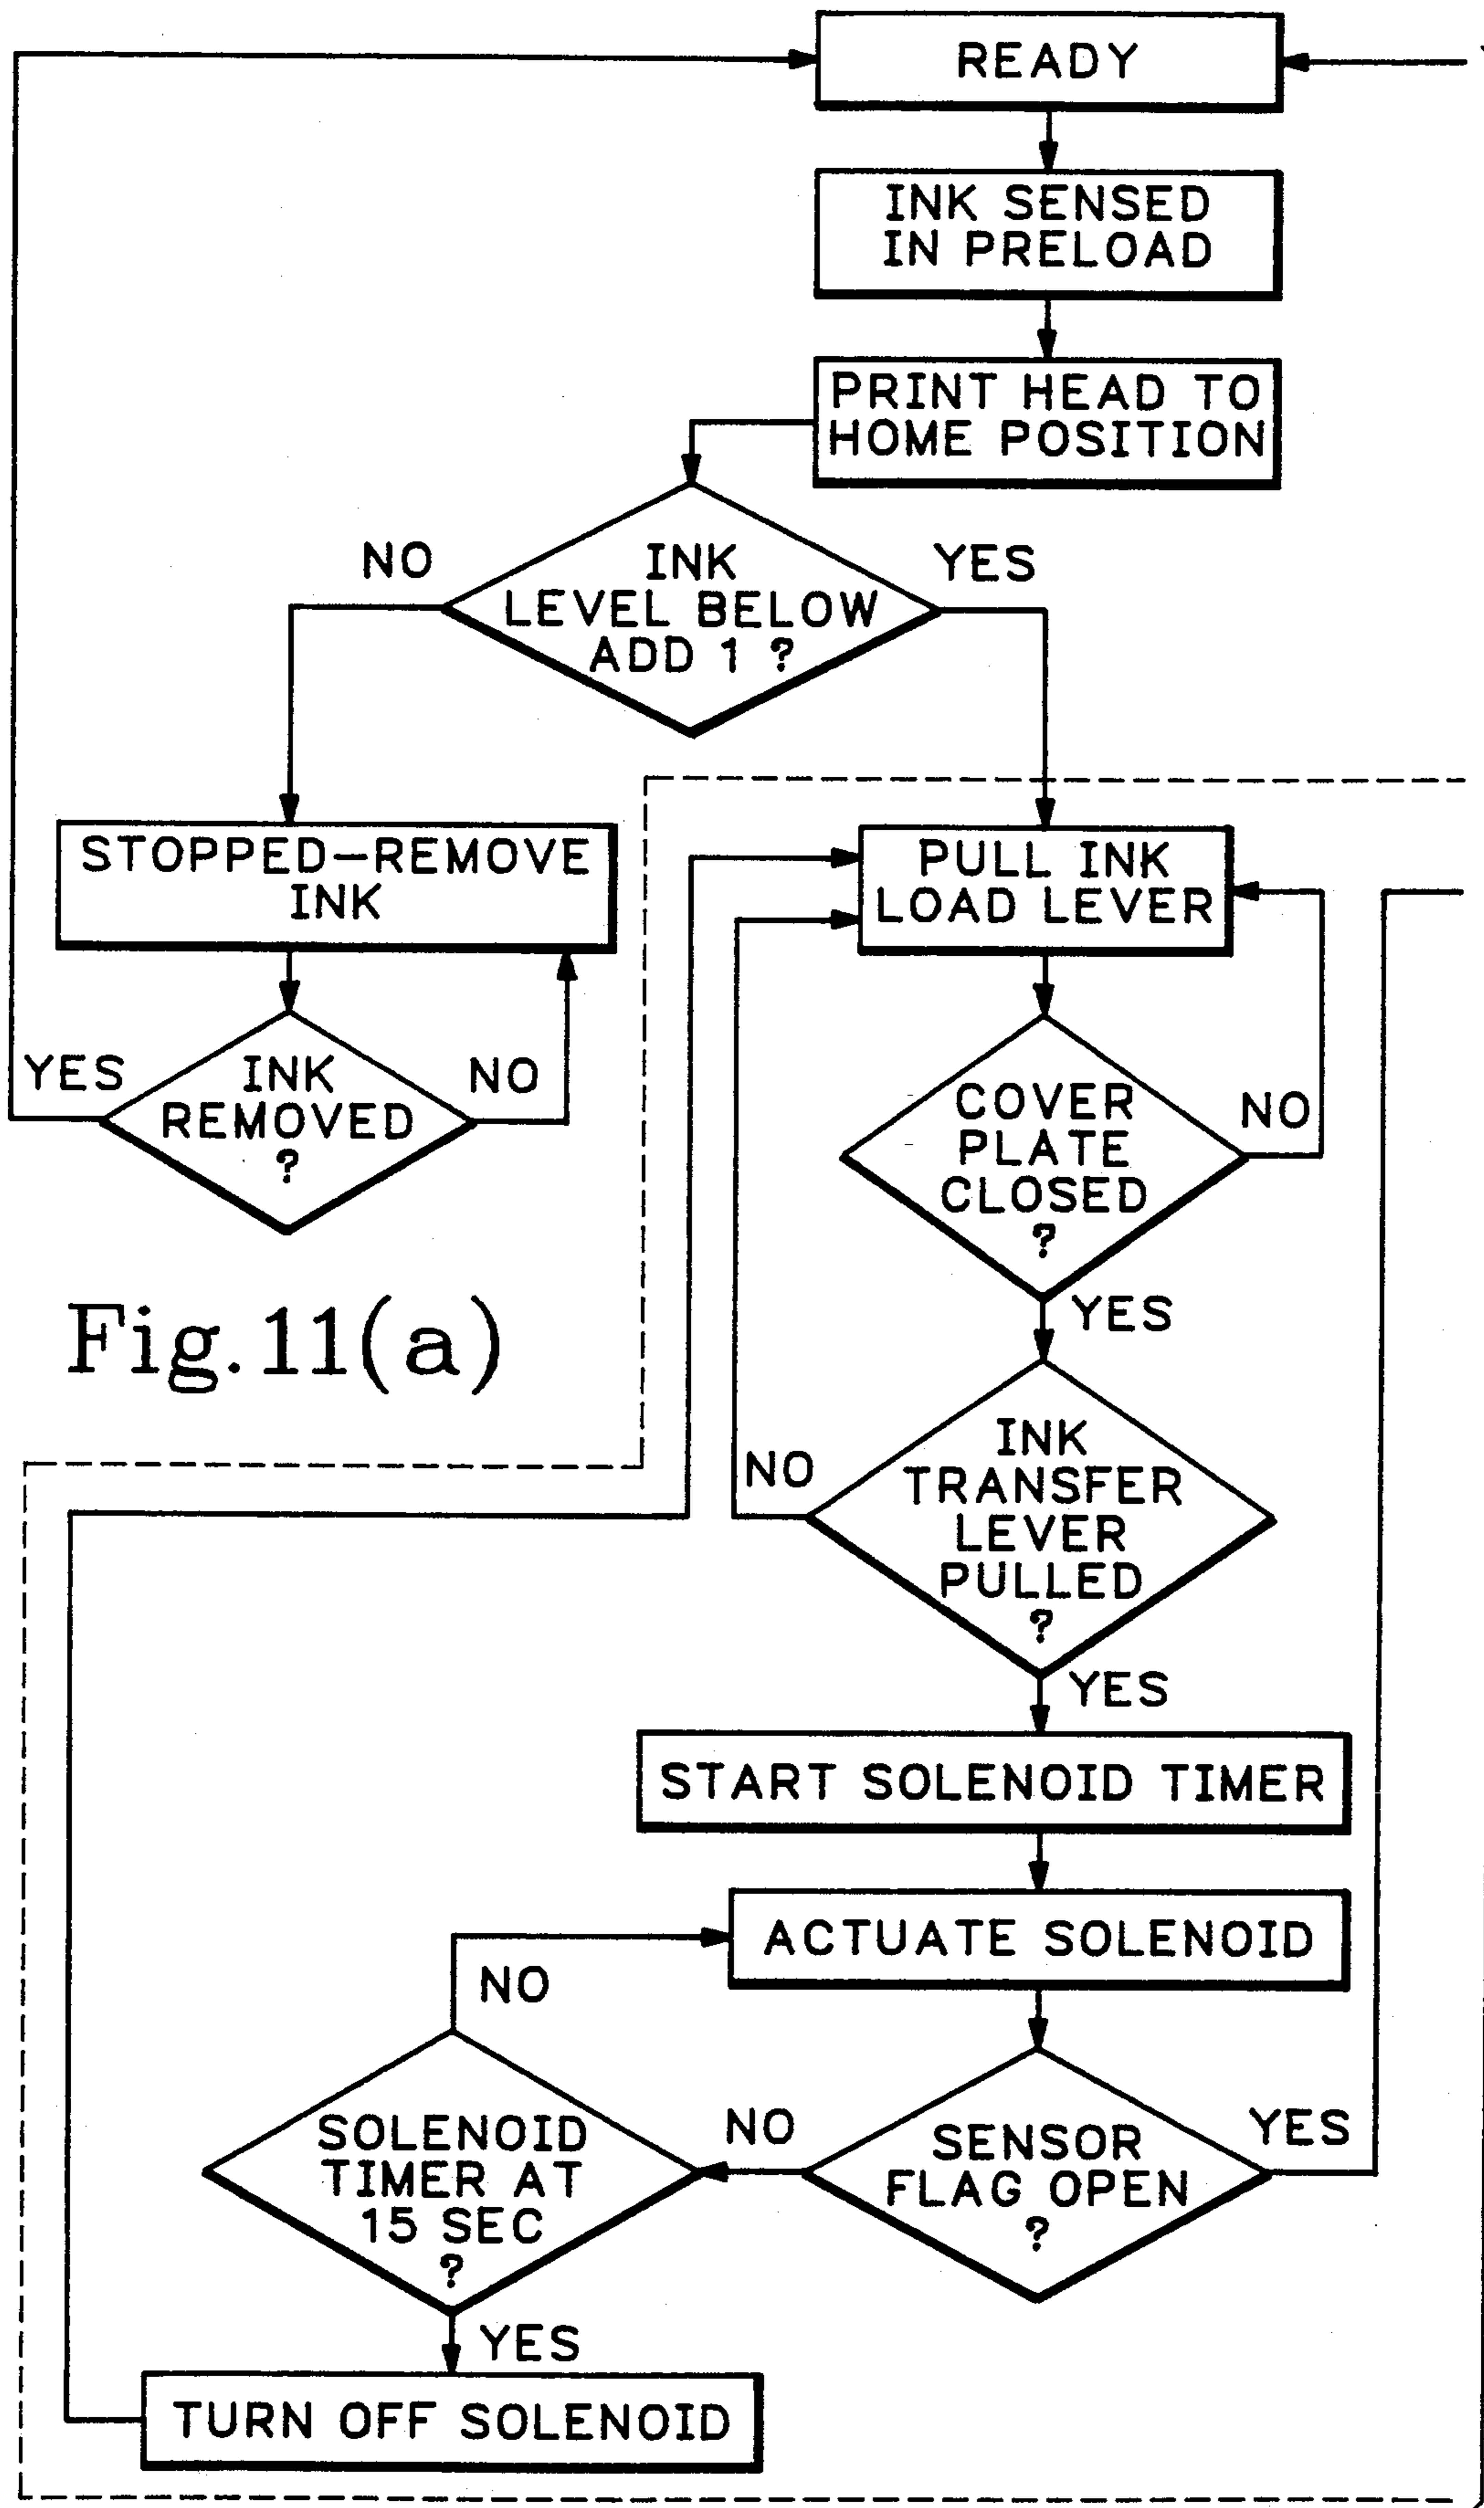 READY
INK SENSED
IN PRELOAD
PRINT HEAD TO
HOME POSITION
NO
INK
LEVEL BELOW
ADD 1 ?
YES
STOPPED-REMOVE
INK
PULL INK
LOAD LEVER
YES
INK
REMOVED
?
NO
COVER
PLATE
CLOSED
?
NO
YES
Fig.11(a)
INK
TRANSFER
LEVER
PULLED
?
NO
YES
START SOLENOID TIMER
ACTUATE SOLENOID
NO
SOLENOID
TIMER AT
15 SEC
?
NO
SENSOR
FLAG OPEN
?
YES
YES
TURN OFF SOLENOID